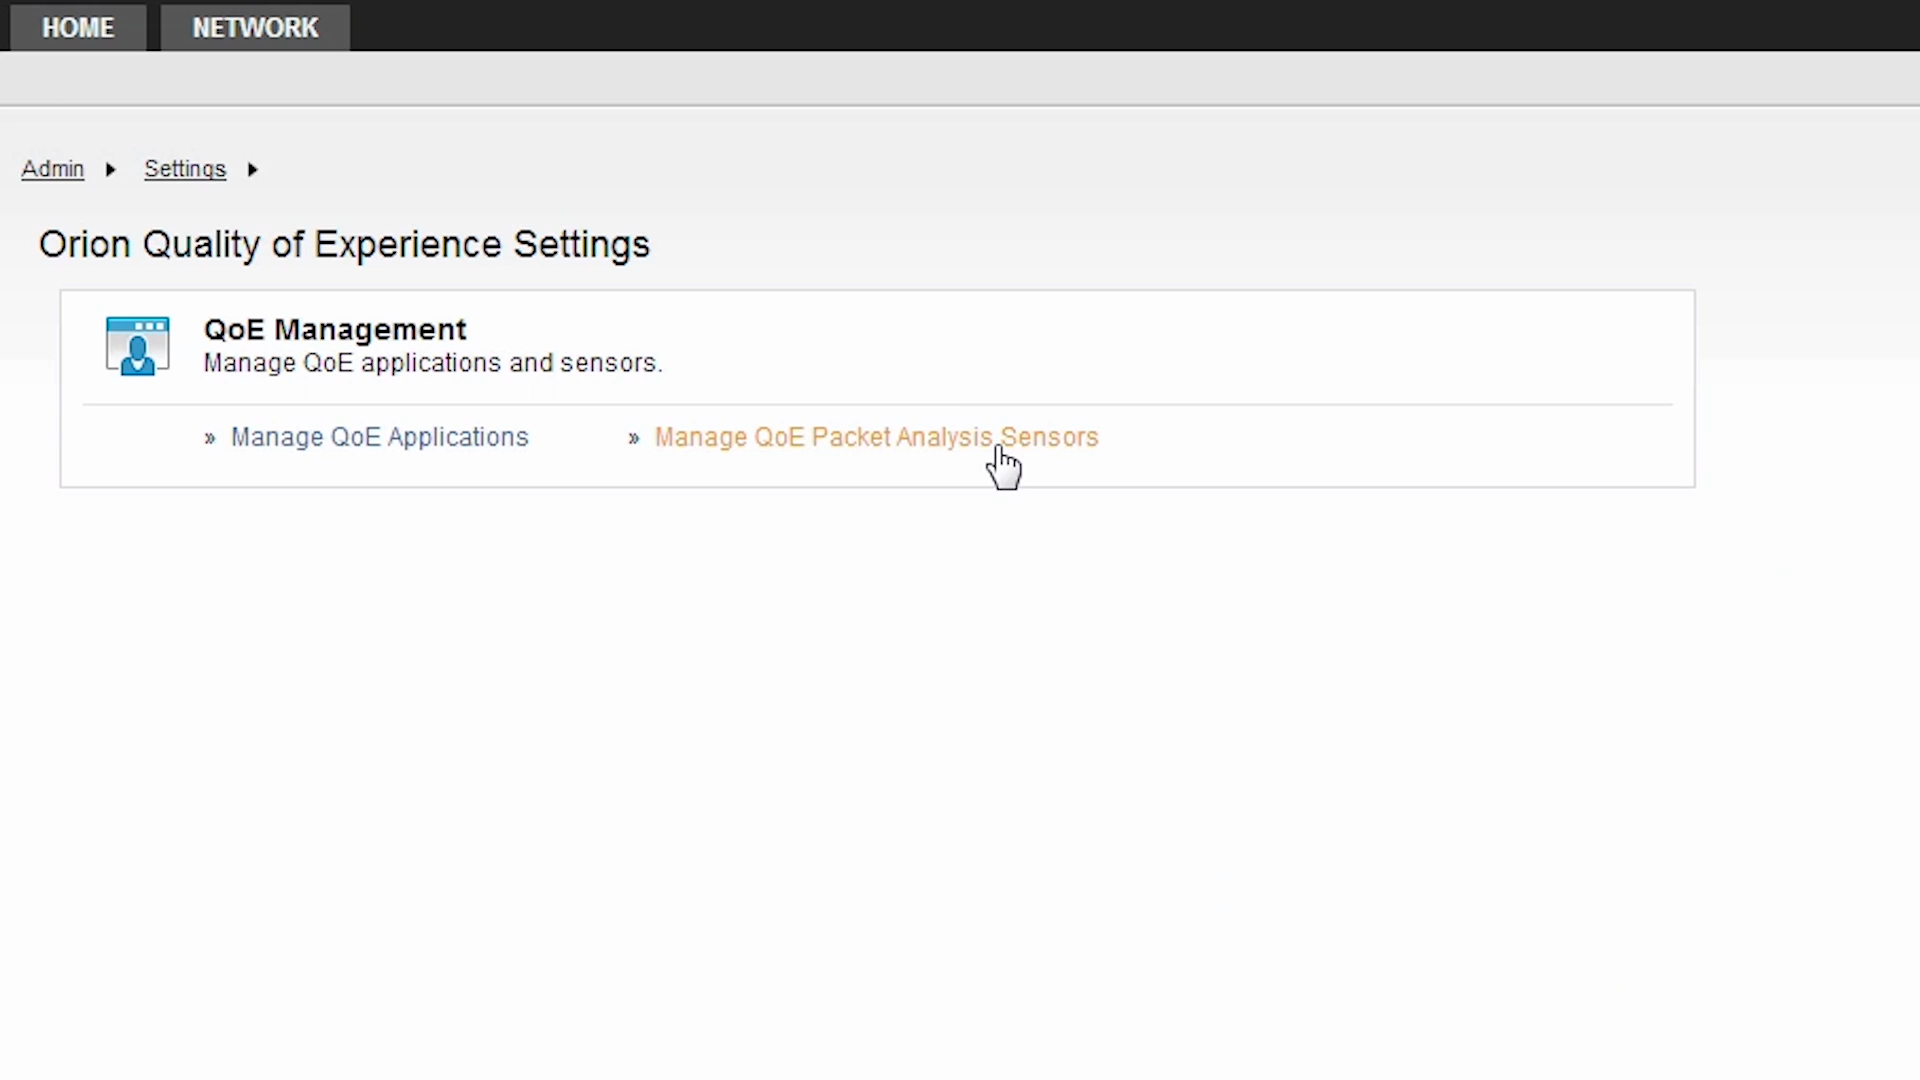 HOME NETWORK
Admin Settings
Orion Quality of Experience Settings
QoE Management
Manage QoE applications and sensors.
» Manage QoE Applications » Manage QoE Packet Analysis Sensors